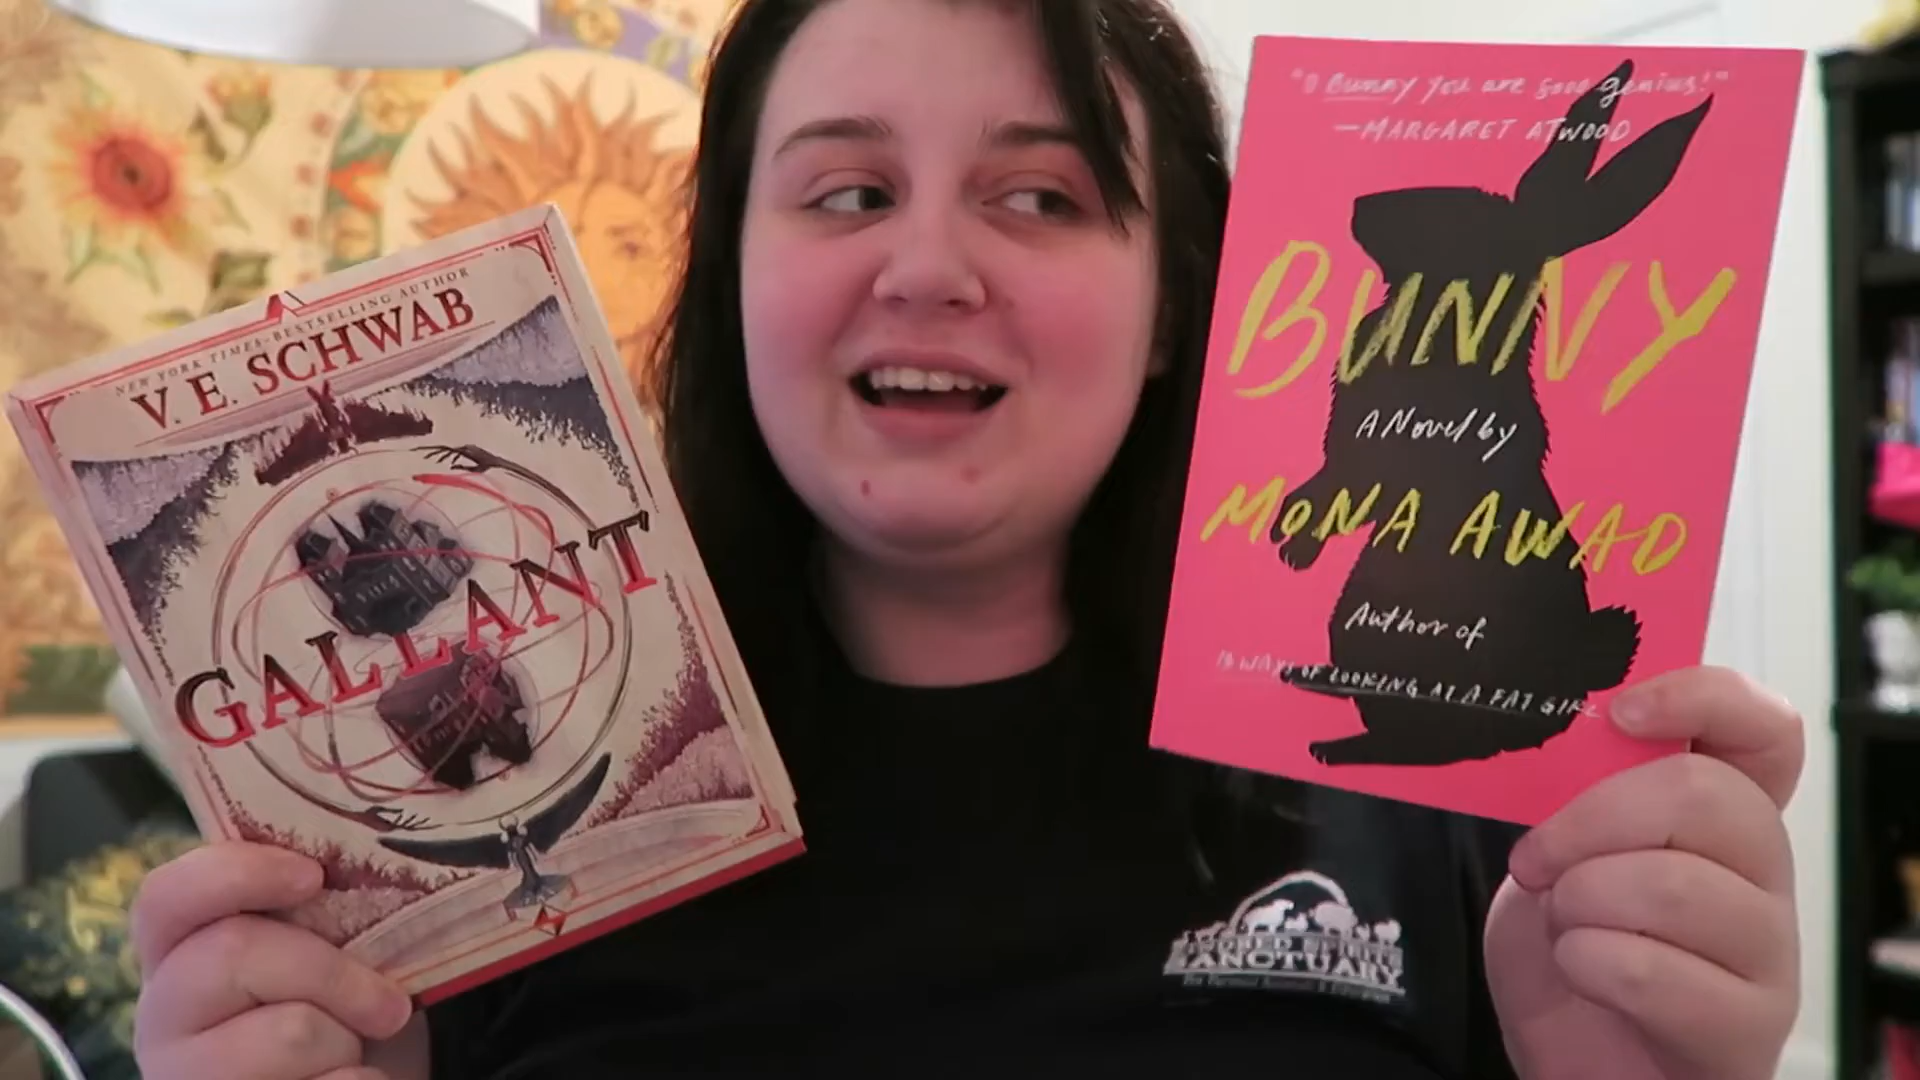 NEW YORK TIMES-BESTSELLING AUTHOR
V. E. SCHWAB
GALLANT
"O Bunny you are sooo genius!"
—MARGARET ATWOOD
BUNNY
A Novel by
MONA AWAD
Author of
13 WAYS OF LOOKING AT A FAT GIRL
SANCTUARY